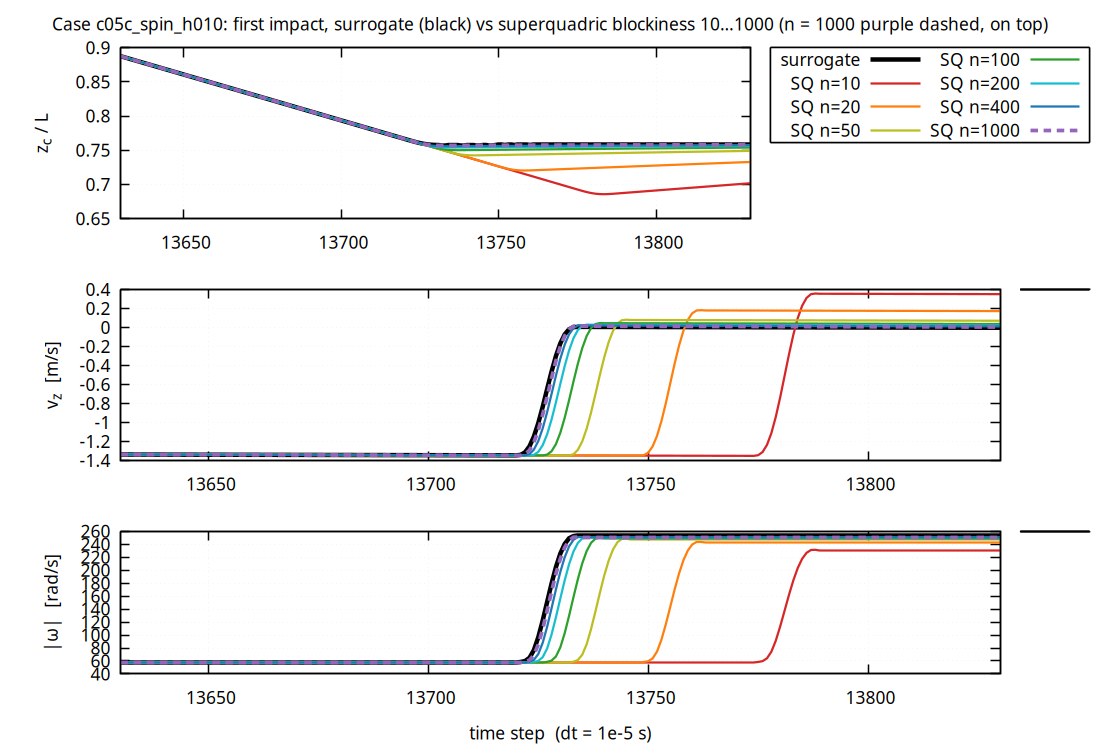 Case c05c_spin_h010: first impact, surrogate (black) vs superquadric blockiness 10...1000 (n = 1000 purple dashed, on top)
surrogate SQ n=100
SQ n=10 SQ n=200
SQ n=20 SQ n=400
SQ n=50 SQ n=1000
z_c / L
0.9
0.85
0.8
0.75
0.7
0.65
13650 13700 13750 13800
v_z [m/s]
0.4
0.2
0
-0.2
-0.4
-0.6
-0.8
-1
-1.2
-1.4
13650 13700 13750 13800
|ω| [rad/s]
260
240
220
200
180
160
140
120
100
80
60
40
13650 13700 13750 13800
time step (dt = 1e-5 s)